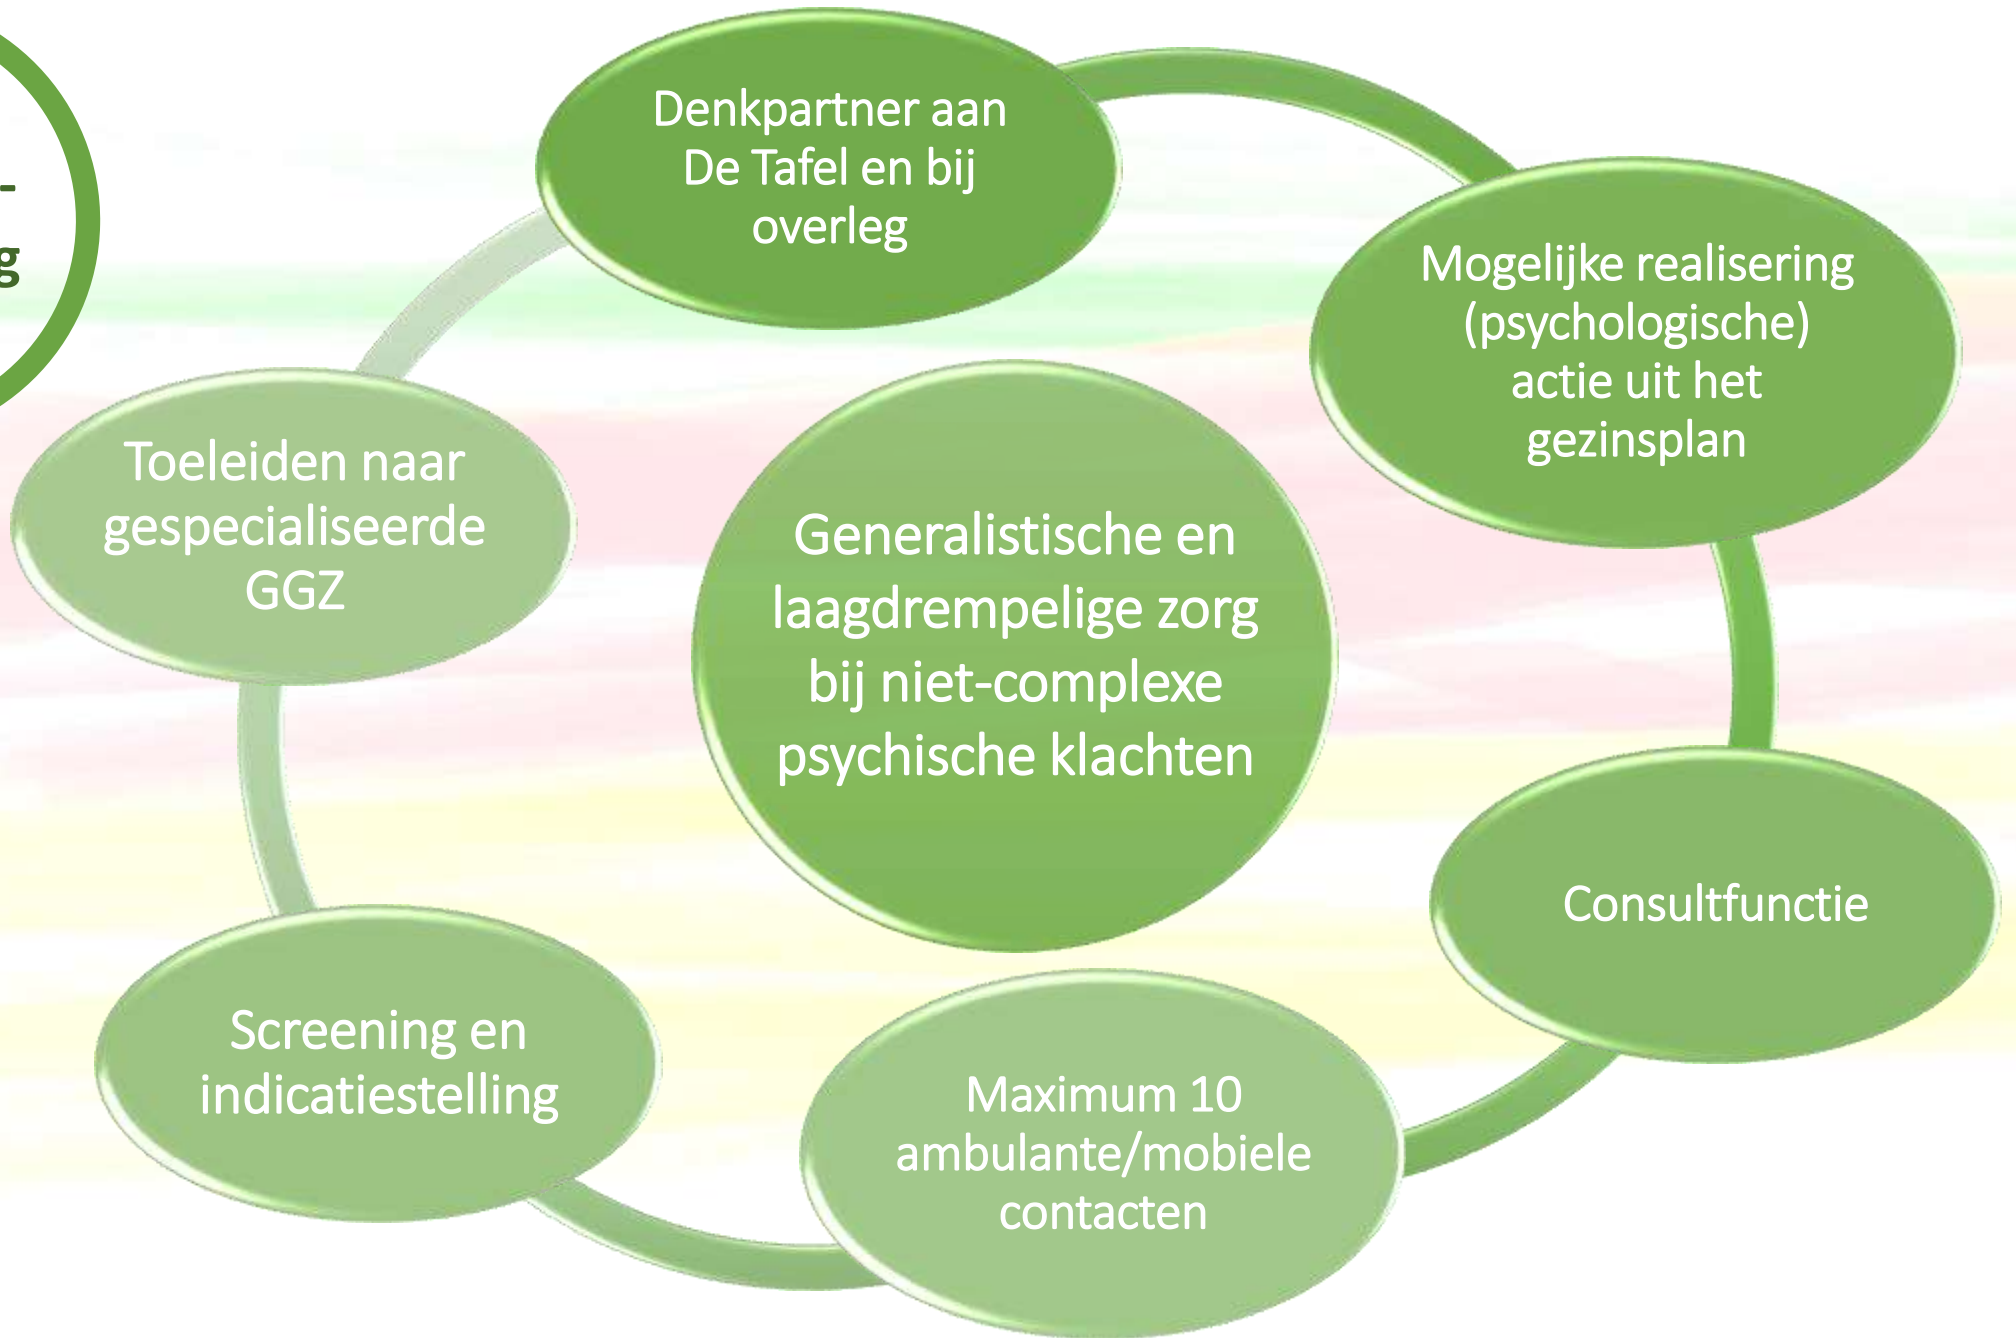 -
g
Denkpartner aan
De Tafel en bij
overleg
Mogelijke realisering
(psychologische)
actie uit het
gezinsplan
Consultfunctie
Maximum 10
ambulante/mobiele
contacten
Screening en
indicatiestelling
Toeleiden naar
gespecialiseerde
GGZ
Generalistische en
laagdrempelige zorg
bij niet-complexe
psychische klachten